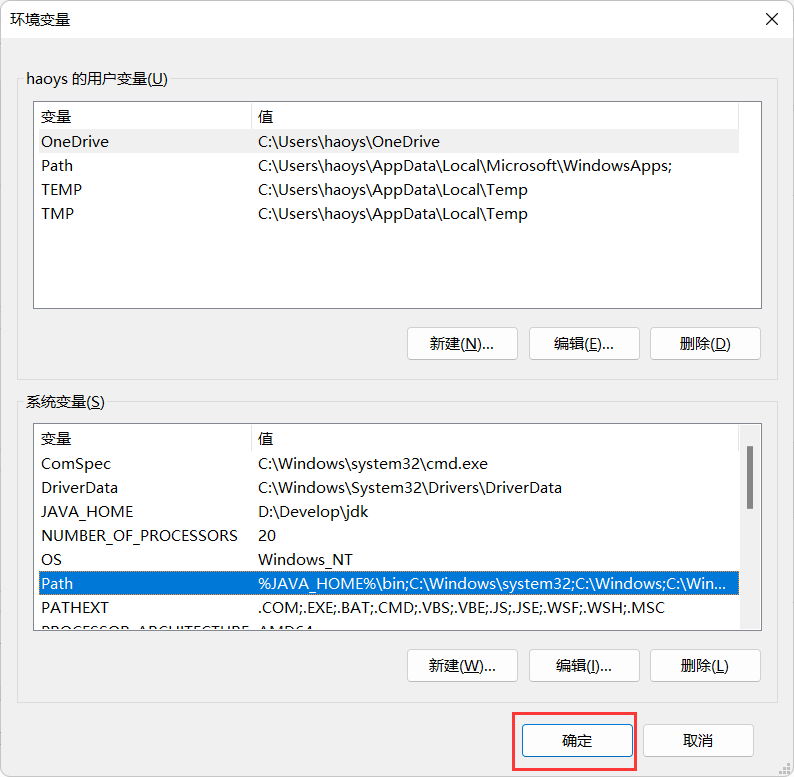 环境变量
haoys 的用户变量(U)
变量 值
OneDrive C:\Users\haoys\OneDrive
Path C:\Users\haoys\AppData\Local\Microsoft\WindowsApps;
TEMP C:\Users\haoys\AppData\Local\Temp
TMP C:\Users\haoys\AppData\Local\Temp
新建(N)... 编辑(E)... 删除(D)
系统变量(S)
变量 值
ComSpec C:\Windows\system32\cmd.exe
DriverData C:\Windows\System32\Drivers\DriverData
JAVA_HOME D:\Develop\jdk
NUMBER_OF_PROCESSORS 20
OS Windows_NT
Path %JAVA_HOME%\bin;C:\Windows\system32;C:\Windows;C:\Win...
PATHEXT .COM;.EXE;.BAT;.CMD;.VBS;.VBE;.JS;.JSE;.WSF;.WSH;.MSC
PROCESSOR_ARCHITECTURE AMD64
新建(W)... 编辑(I)... 删除(L)
确定 取消